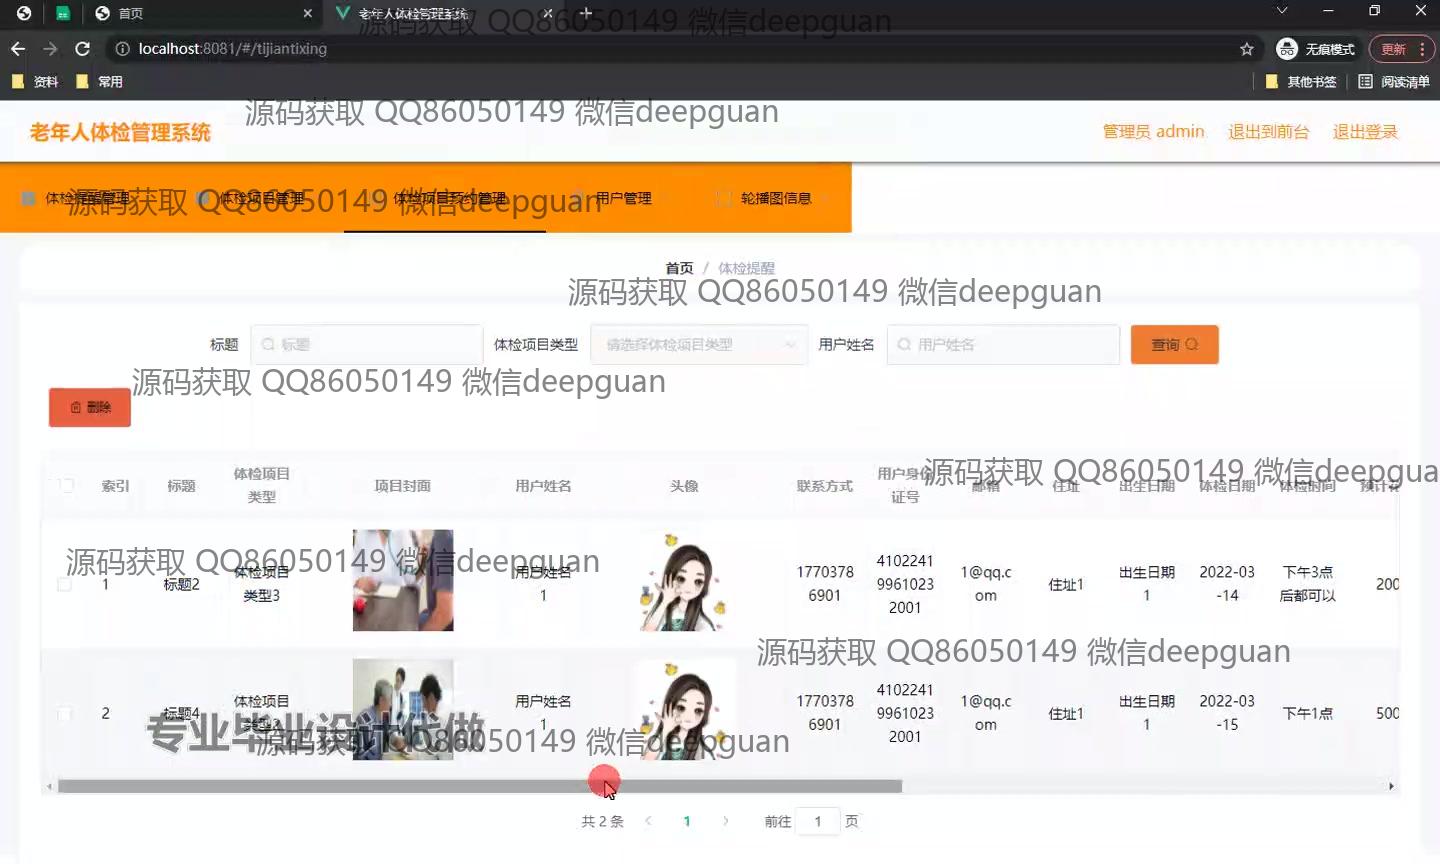 首页
老年人体检管理系统
localhost:8081/#/tijiantixing
无痕模式
更新
资料
常用
其他书签
阅读清单
源码获取 QQ86050149 微信deepguan
源码获取 QQ86050149 微信deepguan
老年人体检管理系统
管理员 admin
退出到前台
退出登录
体检提醒管理
体检项目管理
体检项目预约管理
用户管理
轮播图信息
源码获取 QQ86050149 微信deepguan
首页 / 体检提醒
源码获取 QQ86050149 微信deepguan
标题 标题 体检项目类型 请选择体检项目类型 用户姓名 用户姓名 查询
源码获取 QQ86050149 微信deepguan
删除
源码获取 QQ86050149 微信deepgua
索引 标题 体检项目类型 项目封面 用户姓名 头像 联系方式 用户身份证号 邮箱 住址 出生日期 体检日期 体检时间 预计花
源码获取 QQ86050149 微信deepguan
1 标题2 体检项目类型3 用户姓名1 17703786901 410224199610232001 1@qq.com 住址1 出生日期1 2022-03-14 下午3点后都可以 200
源码获取 QQ86050149 微信deepguan
2 标题4 体检项目类型2 用户姓名1 17703786901 410224199610232001 1@qq.com 住址1 出生日期1 2022-03-15 下午1点 500
专业毕业设计代做
源码获取 QQ86050149 微信deepguan
共 2 条 1 前往 1 页